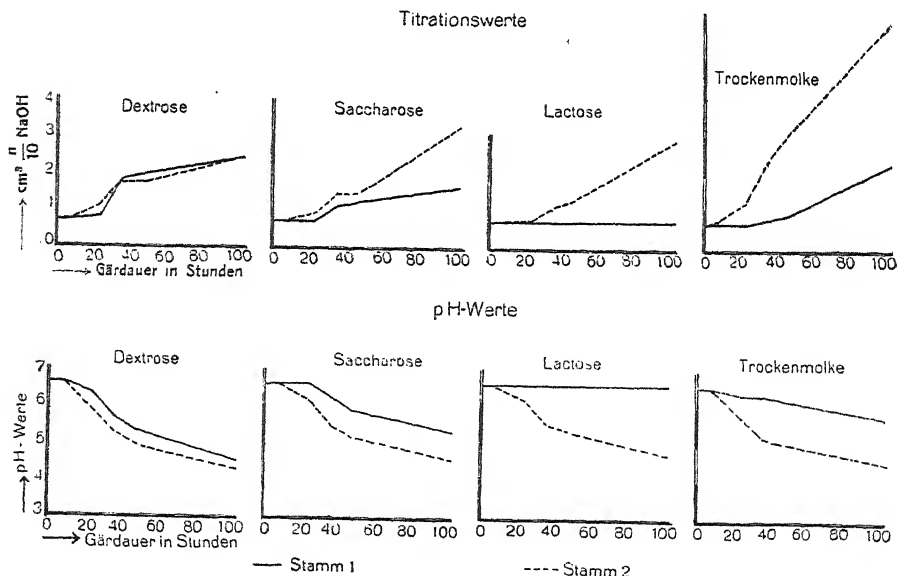 Titrationswerte
cm³ n/10 NaOH
4
3
2
1
0
Dextrose
0 20 40 60 80 100
Gärdauer in Stunden
Saccharose
0 20 40 60 80 100
Lactose
0 20 40 60 80 100
Trockenmolke
0 20 40 60 80 100
pH-Werte
pH-Werte
7
6
5
4
3
Dextrose
0 20 40 60 80 100
Gärdauer in Stunden
Saccharose
0 20 40 60 80 100
Lactose
0 20 40 60 80 100
Trockenmolke
0 20 40 60 80 100
Stamm 1
Stamm 2